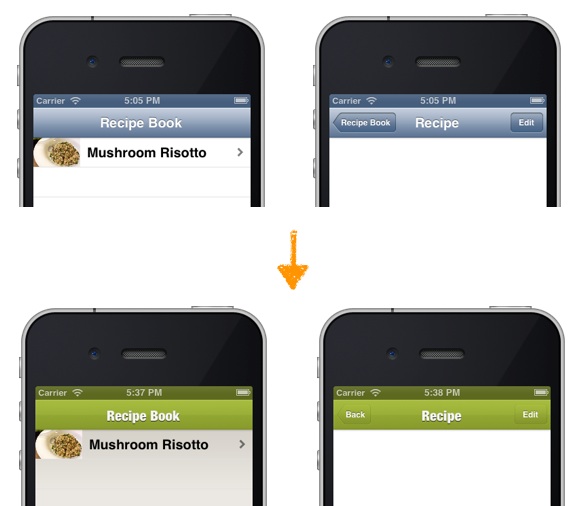 Carrier 5:05 PM
Recipe Book
Mushroom Risotto
Carrier 5:05 PM
Recipe Book Recipe Edit
Carrier 5:37 PM
Recipe Book
Mushroom Risotto
Carrier 5:38 PM
Back Recipe Edit